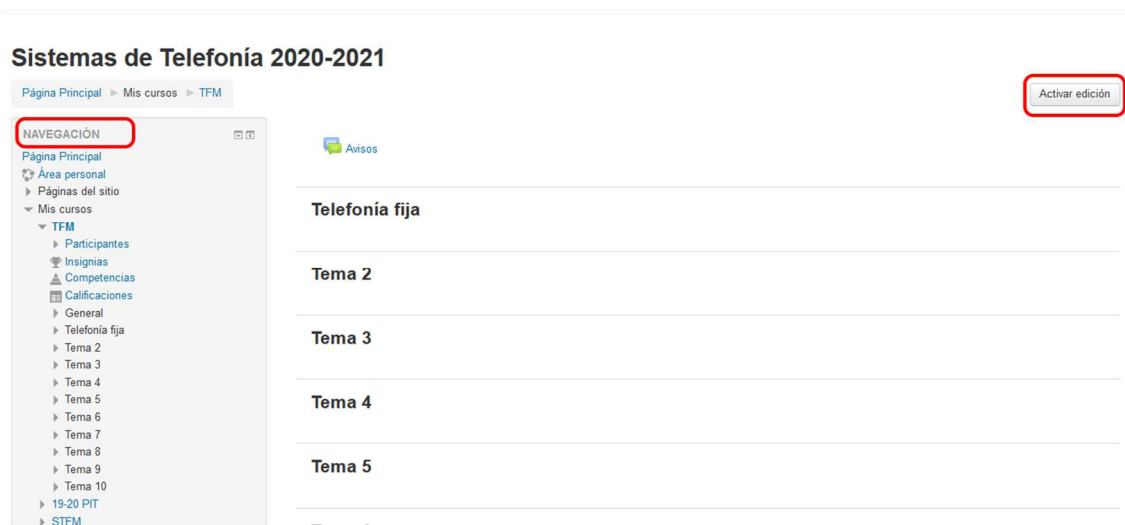 Sistemas de Telefonía 2020-2021
Página Principal Mis cursos TFM
Activar edición
NAVEGACIÓN
Página Principal
Área personal
Páginas del sitio
Mis cursos
TFM
Participantes
Insignias
Competencias
Calificaciones
General
Telefonía fija
Tema 2
Tema 3
Tema 4
Tema 5
Tema 6
Tema 7
Tema 8
Tema 9
Tema 10
19-20 PIT
STEM
Avisos
Telefonía fija
Tema 2
Tema 3
Tema 4
Tema 5